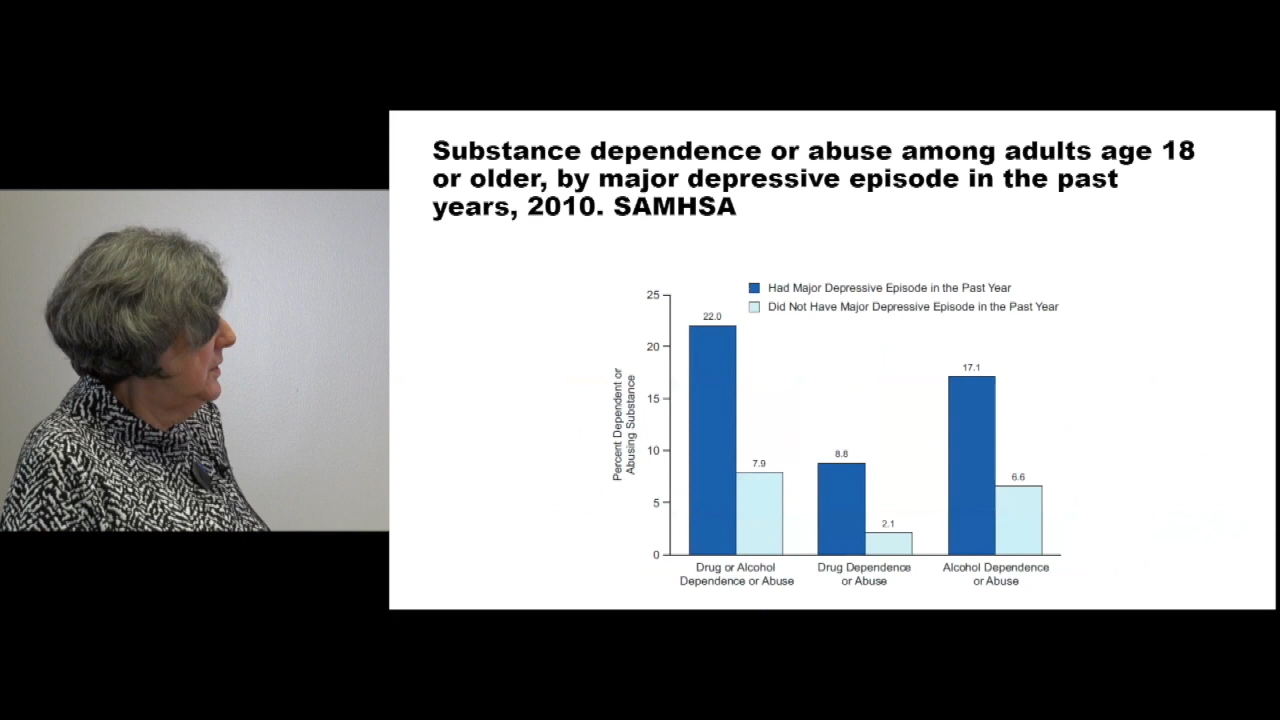 Substance dependence or abuse among adults age 18
or older, by major depressive episode in the past
years, 2010. SAMHSA
Had Major Depressive Episode in the Past Year
Did Not Have Major Depressive Episode in the Past Year
Percent Dependent or
Abusing Substance
25
20
15
10
5
0
22.0
7.9
8.8
2.1
17.1
6.6
Drug or Alcohol
Dependence or Abuse
Drug Dependence
or Abuse
Alcohol Dependence
or Abuse